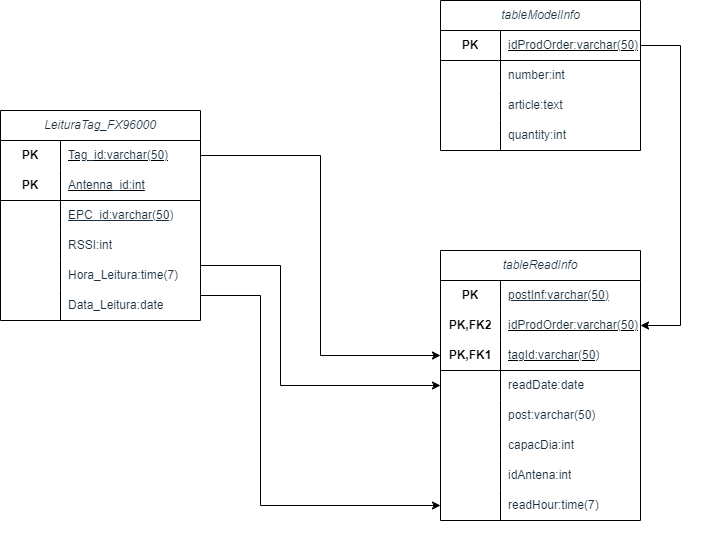 tableModelInfo
PK idProdOrder:varchar(50)
number:int
article:text
quantity:int
LeituraTag_FX96000
PK Tag_id:varchar(50)
PK Antenna_id:int
EPC_id:varchar(50)
RSSI:int
Hora_Leitura:time(7)
Data_Leitura:date
tableReadInfo
PK postInf:varchar(50)
PK,FK2 idProdOrder:varchar(50)
PK,FK1 tagId:varchar(50)
readDate:date
post:varchar(50)
capacDia:int
idAntena:int
readHour:time(7)